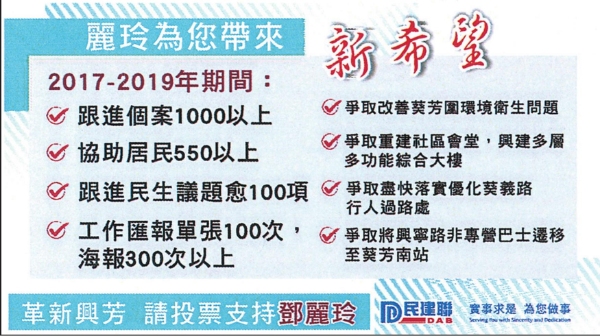 麗玲為您帶來
新希望
2017-2019年期間：
跟進個案1000以上
協助居民550以上
跟進民生議題愈100項
工作匯報單張100次，
海報300次以上
爭取改善葵芳圍環境衛生問題
爭取重建社區會堂，興建多層
多功能綜合大樓
爭取盡快落實優化葵義路
行人過路處
爭取將興寧路非專營巴士遷移
至葵芳南站
革新興芳 請投票支持鄧麗玲
民建聯
DAB
實事求是 為您做事
Serving You with Sincerity and Dedication